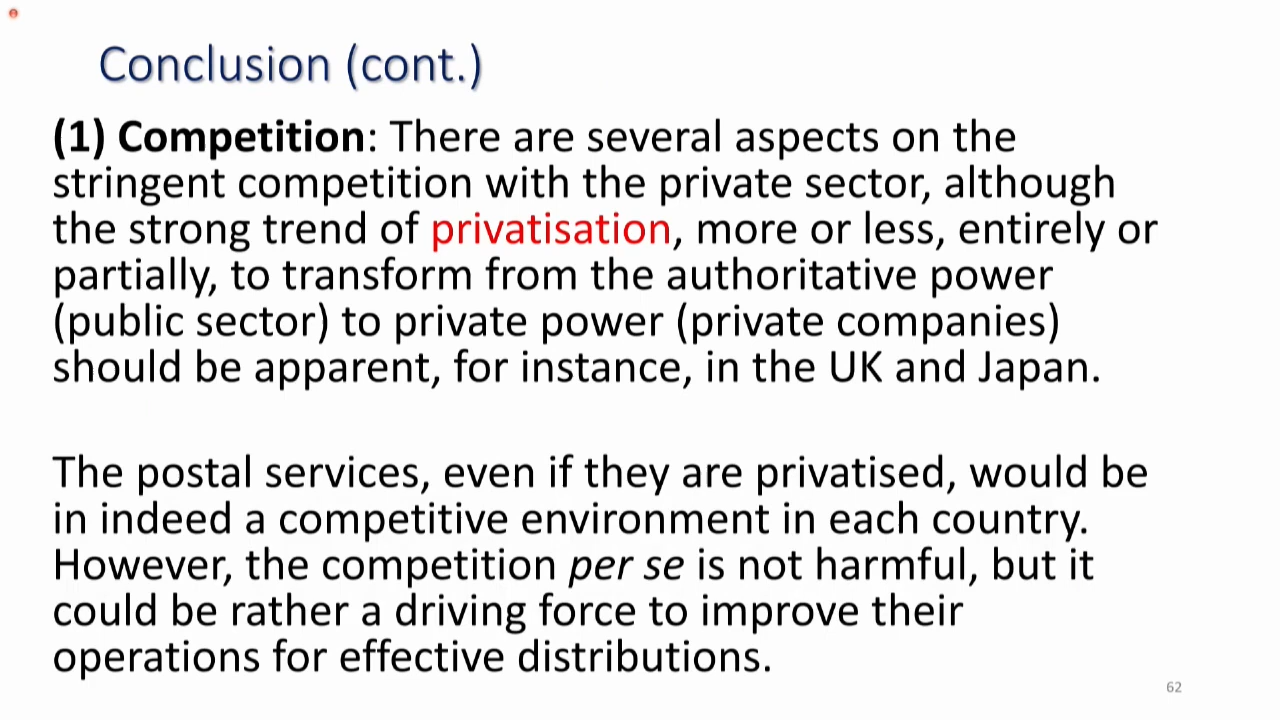 Conclusion (cont.)
(1) Competition: There are several aspects on the
stringent competition with the private sector, although
the strong trend of privatisation, more or less, entirely or
partially, to transform from the authoritative power
(public sector) to private power (private companies)
should be apparent, for instance, in the UK and Japan.
The postal services, even if they are privatised, would be
in indeed a competitive environment in each country.
However, the competition per se is not harmful, but it
could be rather a driving force to improve their
operations for effective distributions.
62